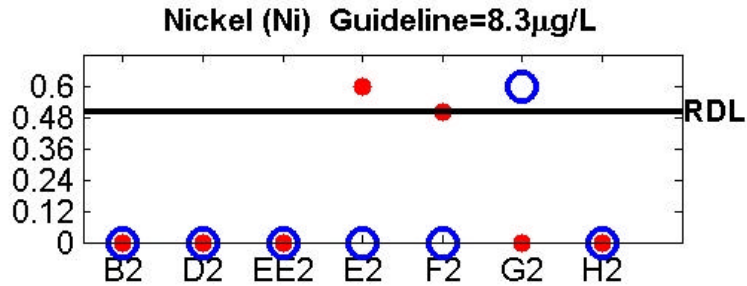 Nickel (Ni)  Guideline=8.3µg/L
0.6
0.48
RDL
0.36
0.24
0.12
0
B2 D2 EE2 E2 F2 G2 H2